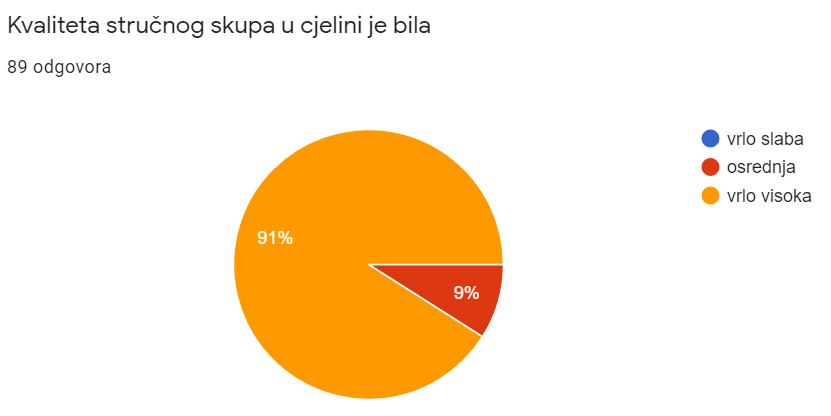 Kvaliteta stručnog skupa u cjelini je bila
89 odgovora
vrlo slaba
osrednja
vrlo visoka
91%
9%